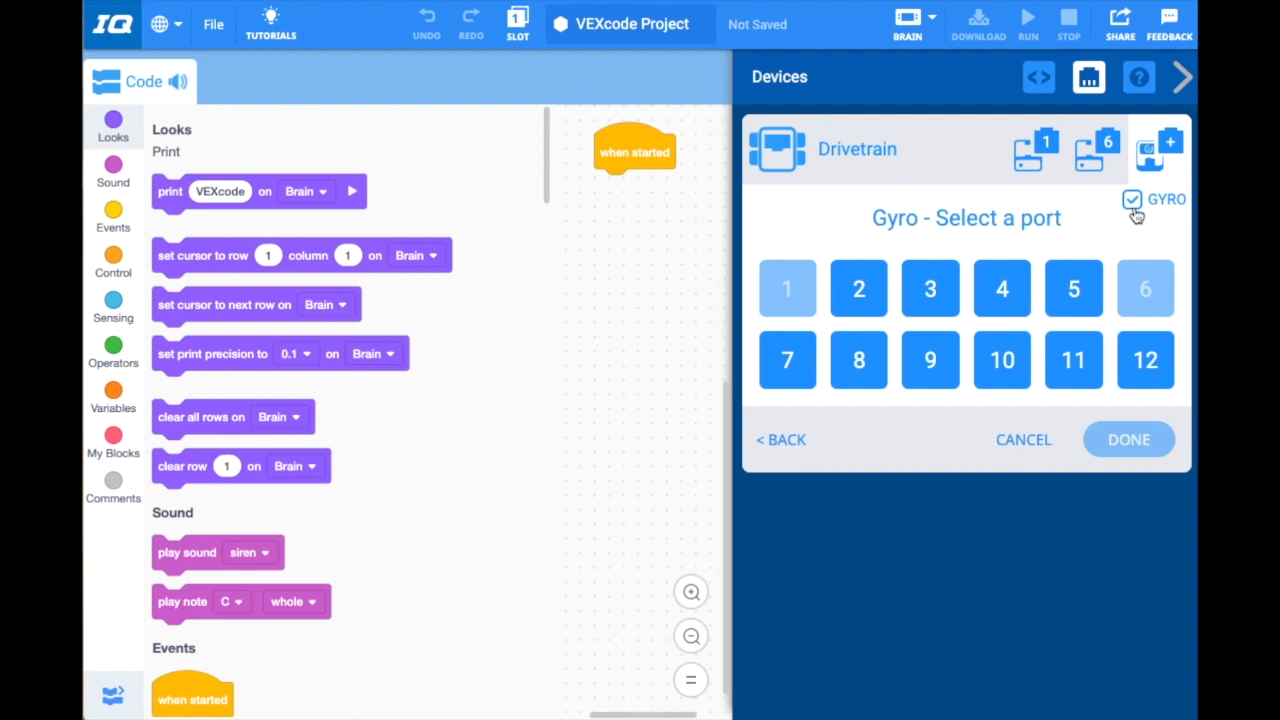 IQ
File
TUTORIALS
UNDO
REDO
1
SLOT
VEXcode Project
Not Saved
BRAIN
DOWNLOAD
RUN
STOP
SHARE
FEEDBACK
Code
Looks
Sound
Events
Control
Sensing
Operators
Variables
My Blocks
Comments
Looks
Print
print VEXcode on Brain
set cursor to row 1 column 1 on Brain
set cursor to next row on Brain
set print precision to 0.1 on Brain
clear all rows on Brain
clear row 1 on Brain
Sound
play sound siren
play note C whole
Events
when started
when started
Devices
Drivetrain
1
6
+
GYRO
Gyro - Select a port
1 2 3 4 5 6
7 8 9 10 11 12
< BACK
CANCEL
DONE